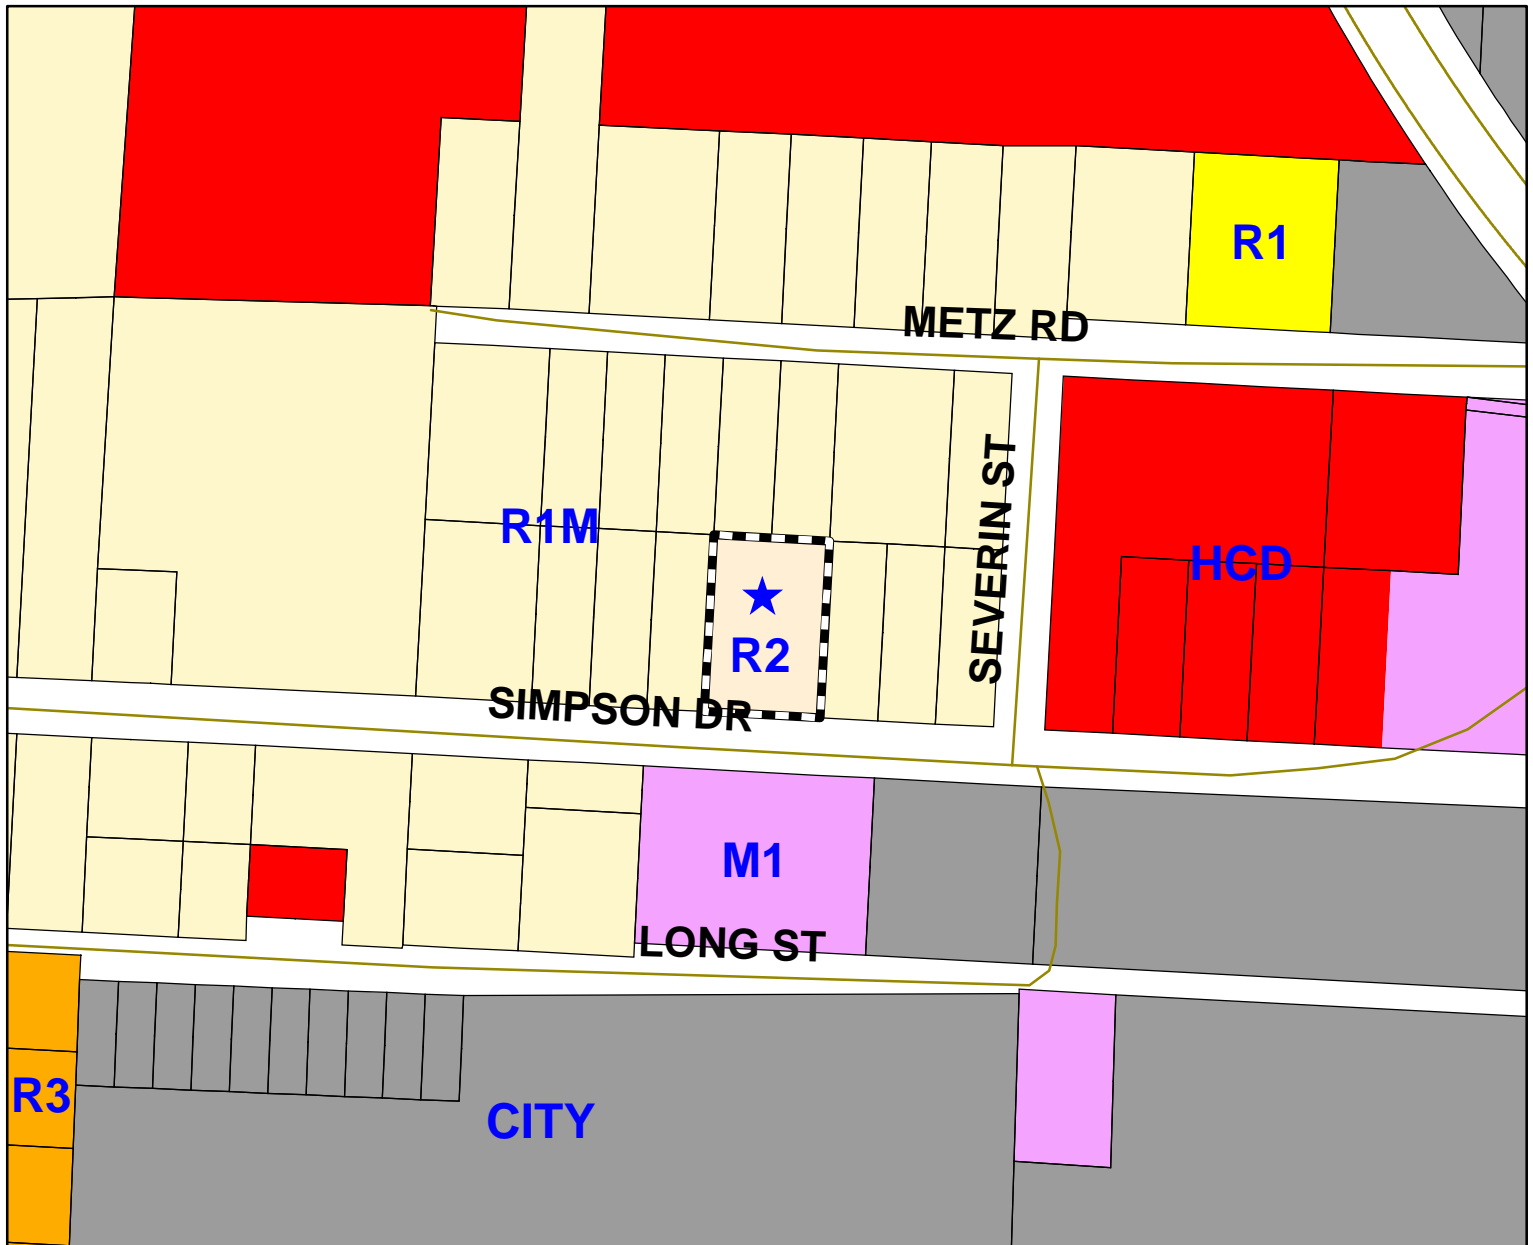 R1
METZ RD
R1M
SEVERIN ST
HCD
R2
SIMPSON DR
M1
LONG ST
R3
CITY